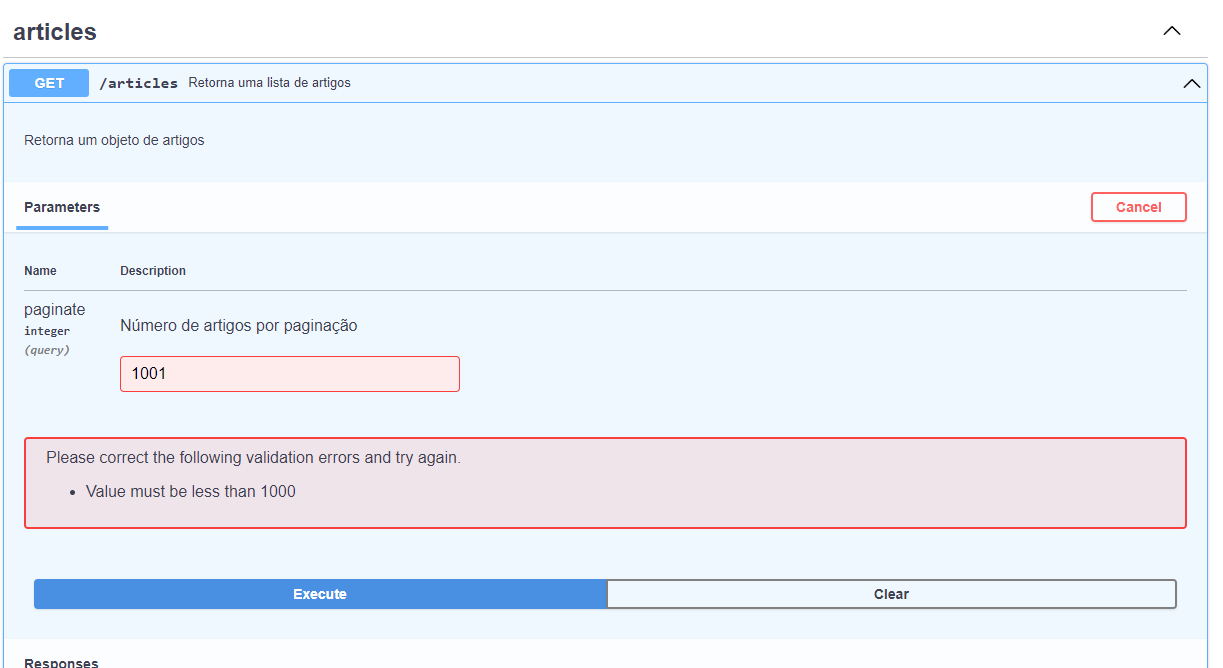 articles
GET /articles Retorna uma lista de artigos
Retorna um objeto de artigos
Parameters Cancel
Name Description
paginate
integer
(query)
Número de artigos por paginação
1001
Please correct the following validation errors and try again.
• Value must be less than 1000
Execute Clear
Responses